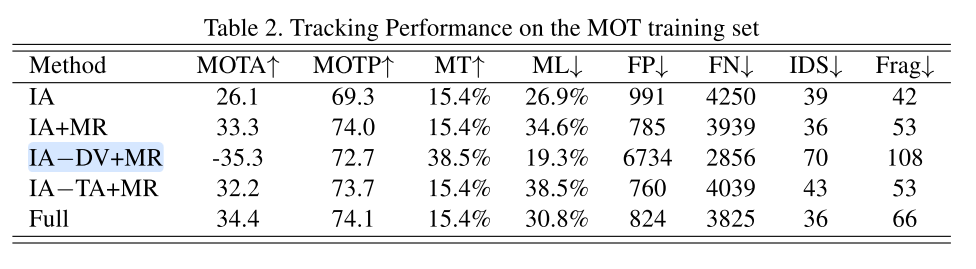 Table 2. Tracking Performance on the MOT training set
Method MOTA↑ MOTP↑ MT↑ ML↓ FP↓ FN↓ IDS↓ Frag↓
IA 26.1 69.3 15.4% 26.9% 991 4250 39 42
IA+MR 33.3 74.0 15.4% 34.6% 785 3939 36 53
IA−DV+MR -35.3 72.7 38.5% 19.3% 6734 2856 70 108
IA−TA+MR 32.2 73.7 15.4% 38.5% 760 4039 43 53
Full 34.4 74.1 15.4% 30.8% 824 3825 36 66